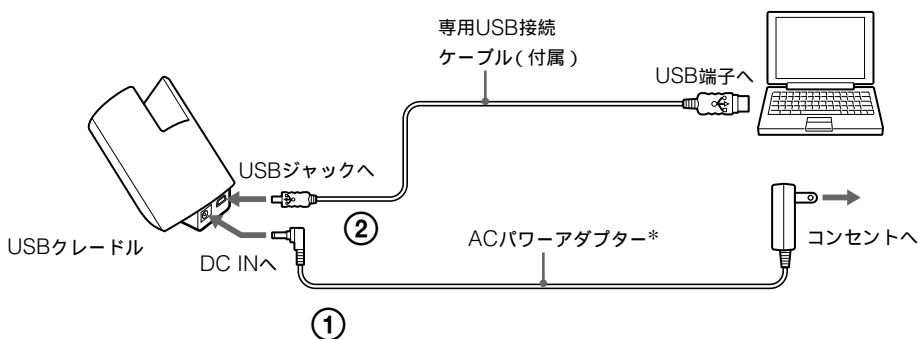 専用USB接続
ケーブル(付属)
USB端子へ
USBジャックへ
②
USBクレードル
DC INへ
ACパワーアダプター*
コンセントへ
①